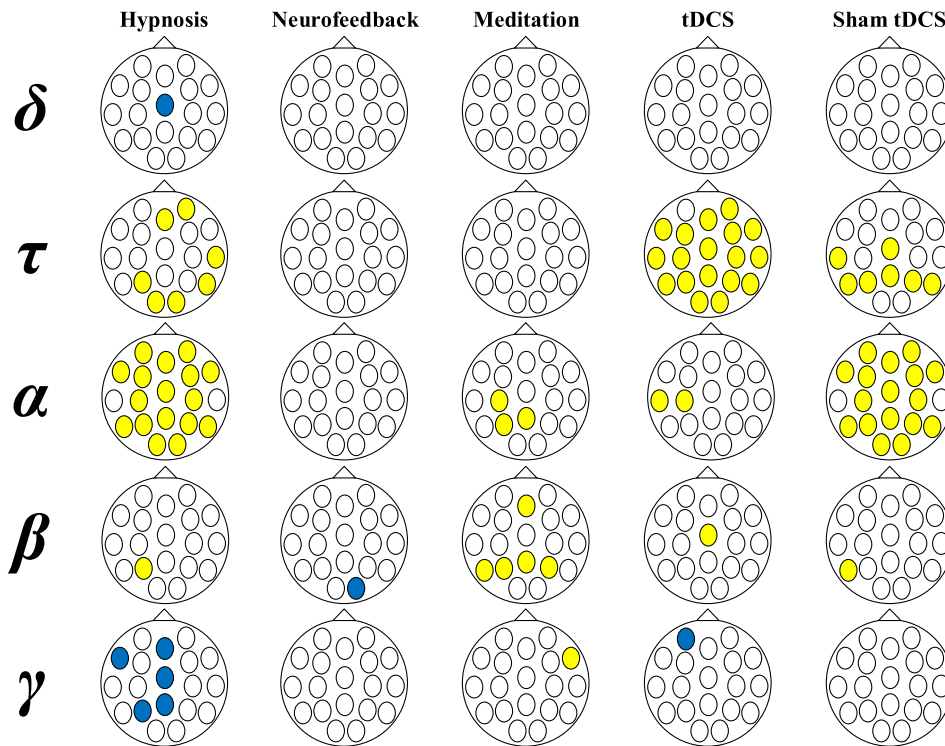 Hypnosis Neurofeedback Meditation tDCS Sham tDCS
δ
τ
α
β
γ